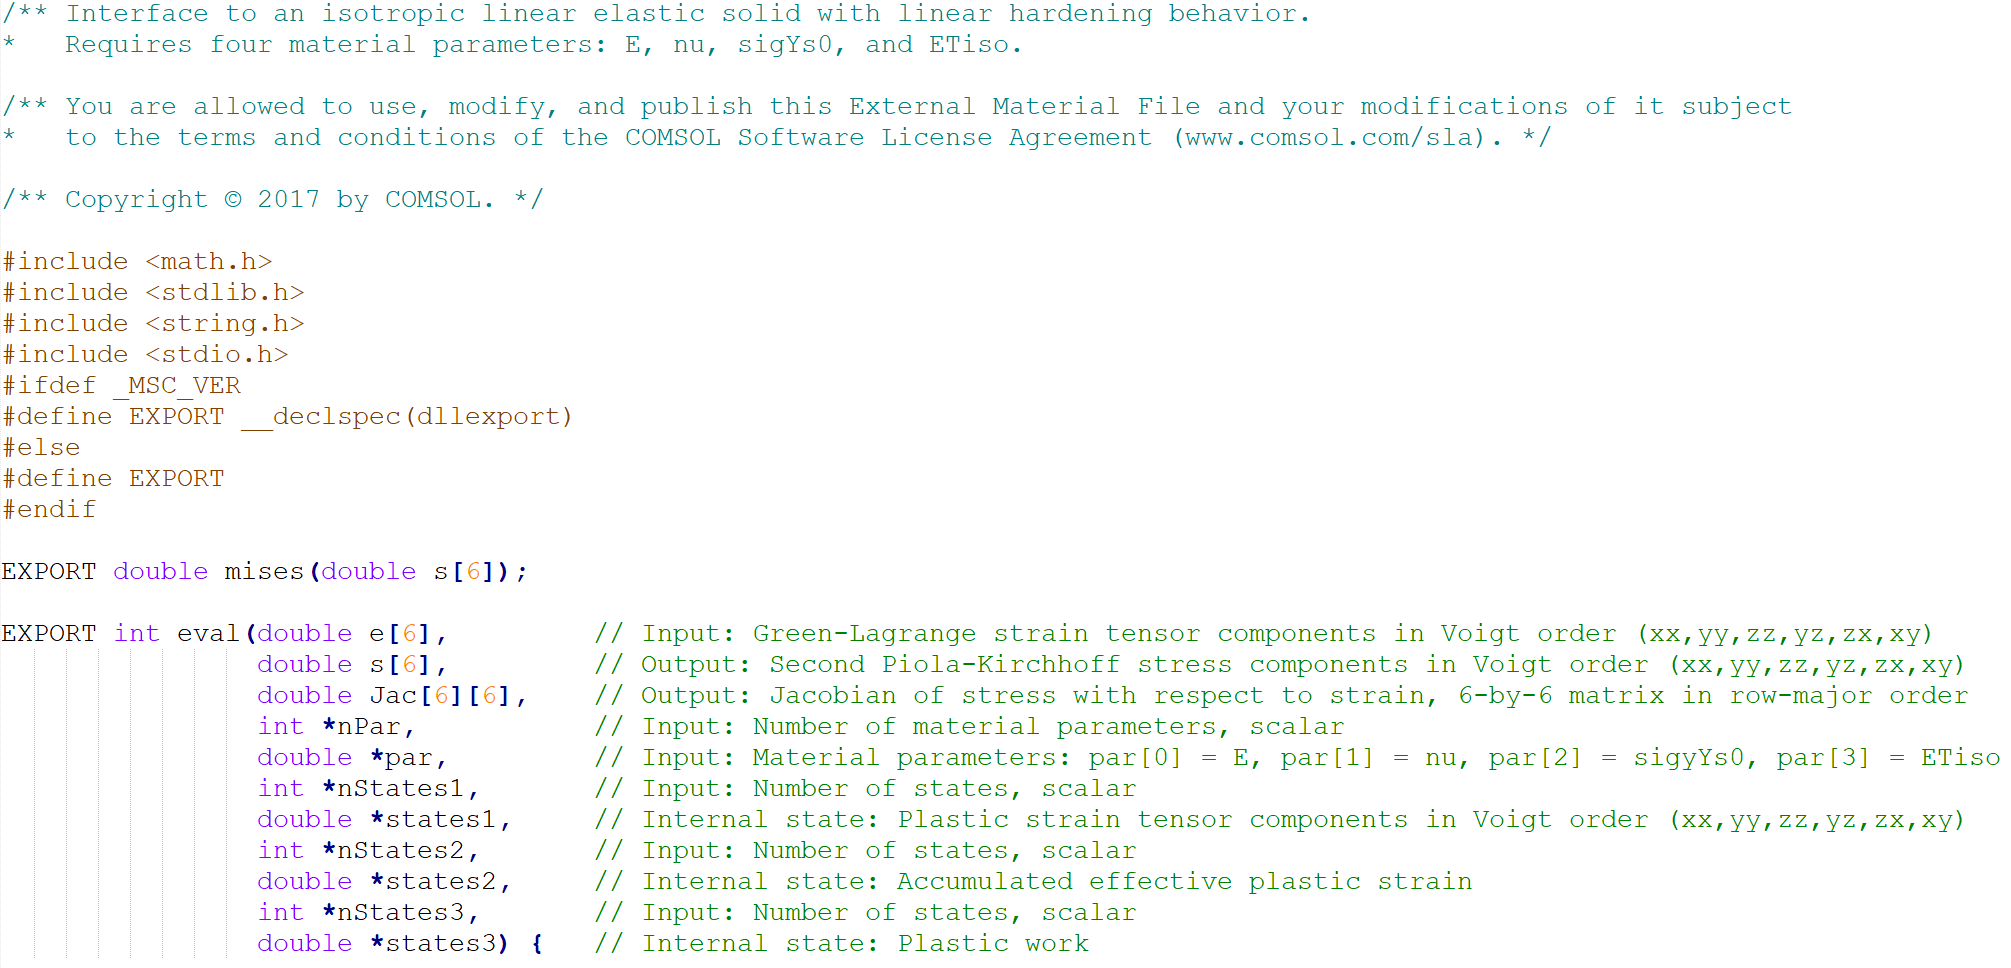 /** Interface to an isotropic linear elastic solid with linear hardening behavior.
*   Requires four material parameters: E, nu, sigYs0, and ETiso.
/** You are allowed to use, modify, and publish this External Material File and your modifications of it subject
*   to the terms and conditions of the COMSOL Software License Agreement (www.comsol.com/sla). */
/** Copyright © 2017 by COMSOL. */
#include <math.h>
#include <stdlib.h>
#include <string.h>
#include <stdio.h>
#ifdef _MSC_VER
#define EXPORT __declspec(dllexport)
#else
#define EXPORT
#endif
EXPORT double mises(double s[6]);
EXPORT int eval(double e[6],         // Input: Green-Lagrange strain tensor components in Voigt order (xx,yy,zz,yz,zx,xy)
                double s[6],         // Output: Second Piola-Kirchhoff stress components in Voigt order (xx,yy,zz,yz,zx,xy)
                double Jac[6][6],    // Output: Jacobian of stress with respect to strain, 6-by-6 matrix in row-major order
                int *nPar,           // Input: Number of material parameters, scalar
                double *par,         // Input: Material parameters: par[0] = E, par[1] = nu, par[2] = sigyYs0, par[3] = ETiso
                int *nStates1,       // Input: Number of states, scalar
                double *states1,     // Internal state: Plastic strain tensor components in Voigt order (xx,yy,zz,yz,zx,xy)
                int *nStates2,       // Input: Number of states, scalar
                double *states2,     // Internal state: Accumulated effective plastic strain
                int *nStates3,       // Input: Number of states, scalar
                double *states3) {   // Internal state: Plastic work